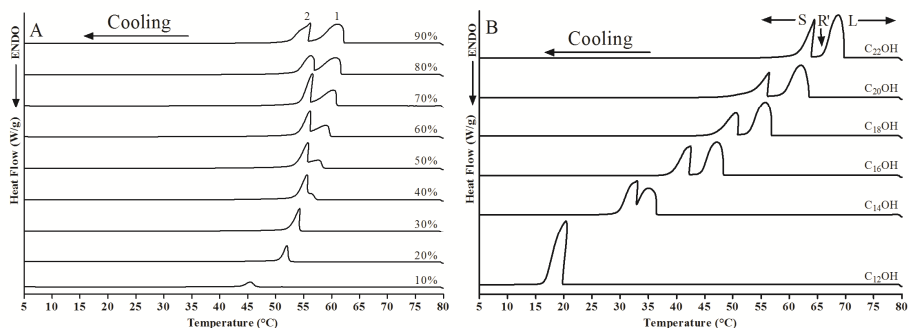 A
Cooling
2 1
ENDO
Heat Flow (W/g)
90%
80%
70%
60%
50%
40%
30%
20%
10%
5 10 15 20 25 30 35 40 45 50 55 60 65 70 75 80
Temperature (°C)
B
Cooling
S R' L
ENDO
Heat Flow (W/g)
C₂₂OH
C₂₀OH
C₁₈OH
C₁₆OH
C₁₄OH
C₁₂OH
5 10 15 20 25 30 35 40 45 50 55 60 65 70 75 80
Temperature (°C)